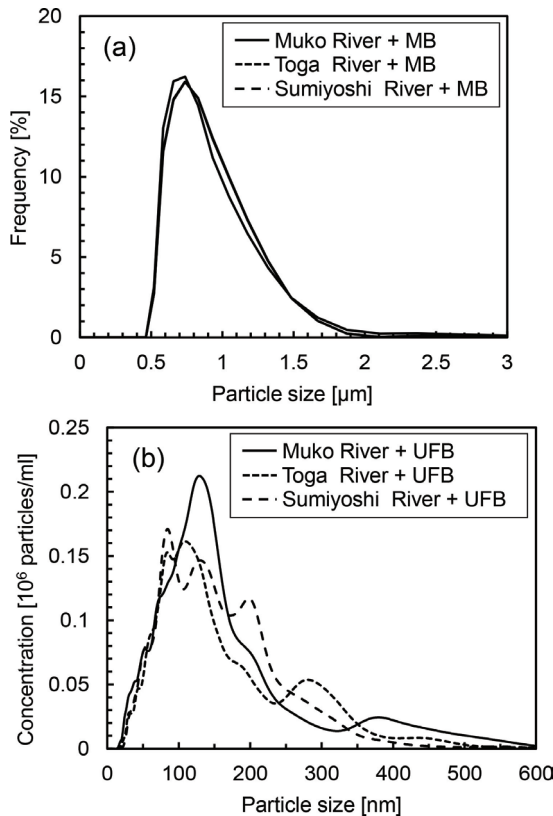 (a)
Muko River + MB
Toga River + MB
Sumiyoshi River + MB
Frequency [%]
20
15
10
5
0
0 0.5 1 1.5 2 2.5 3
Particle size [µm]
(b)
Muko River + UFB
Toga River + UFB
Sumiyoshi River + UFB
Concentration [10⁶ particles/ml]
0.25
0.2
0.15
0.1
0.05
0
0 100 200 300 400 500 600
Particle size [nm]